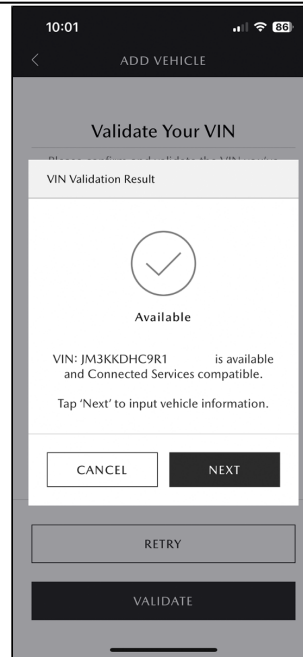 10:01
86
ADD VEHICLE
Validate Your VIN
VIN Validation Result
Available
VIN: JM3KKDHC9R1 is available
and Connected Services compatible.
Tap ‘Next’ to input vehicle information.
CANCEL
NEXT
RETRY
VALIDATE